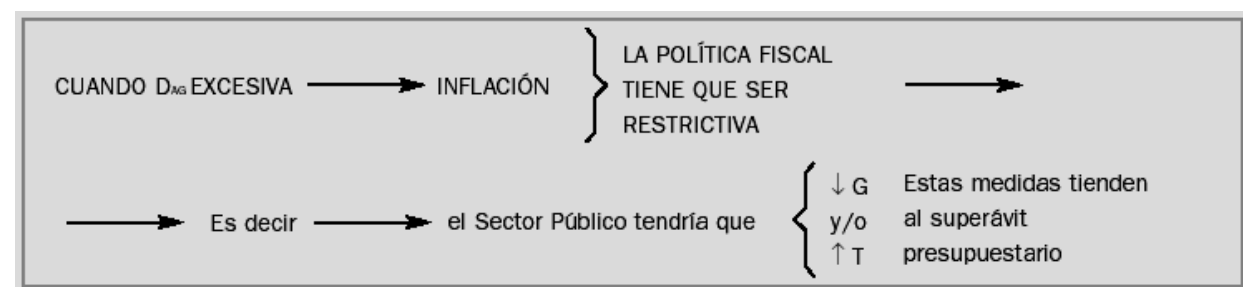 CUANDO DAG EXCESIVA → INFLACIÓN } LA POLÍTICA FISCAL
TIENE QUE SER →
RESTRICTIVA
→ Es decir → el Sector Público tendría que { ↓ G Estas medidas tienden
y/o al superávit
↑ T presupuestario